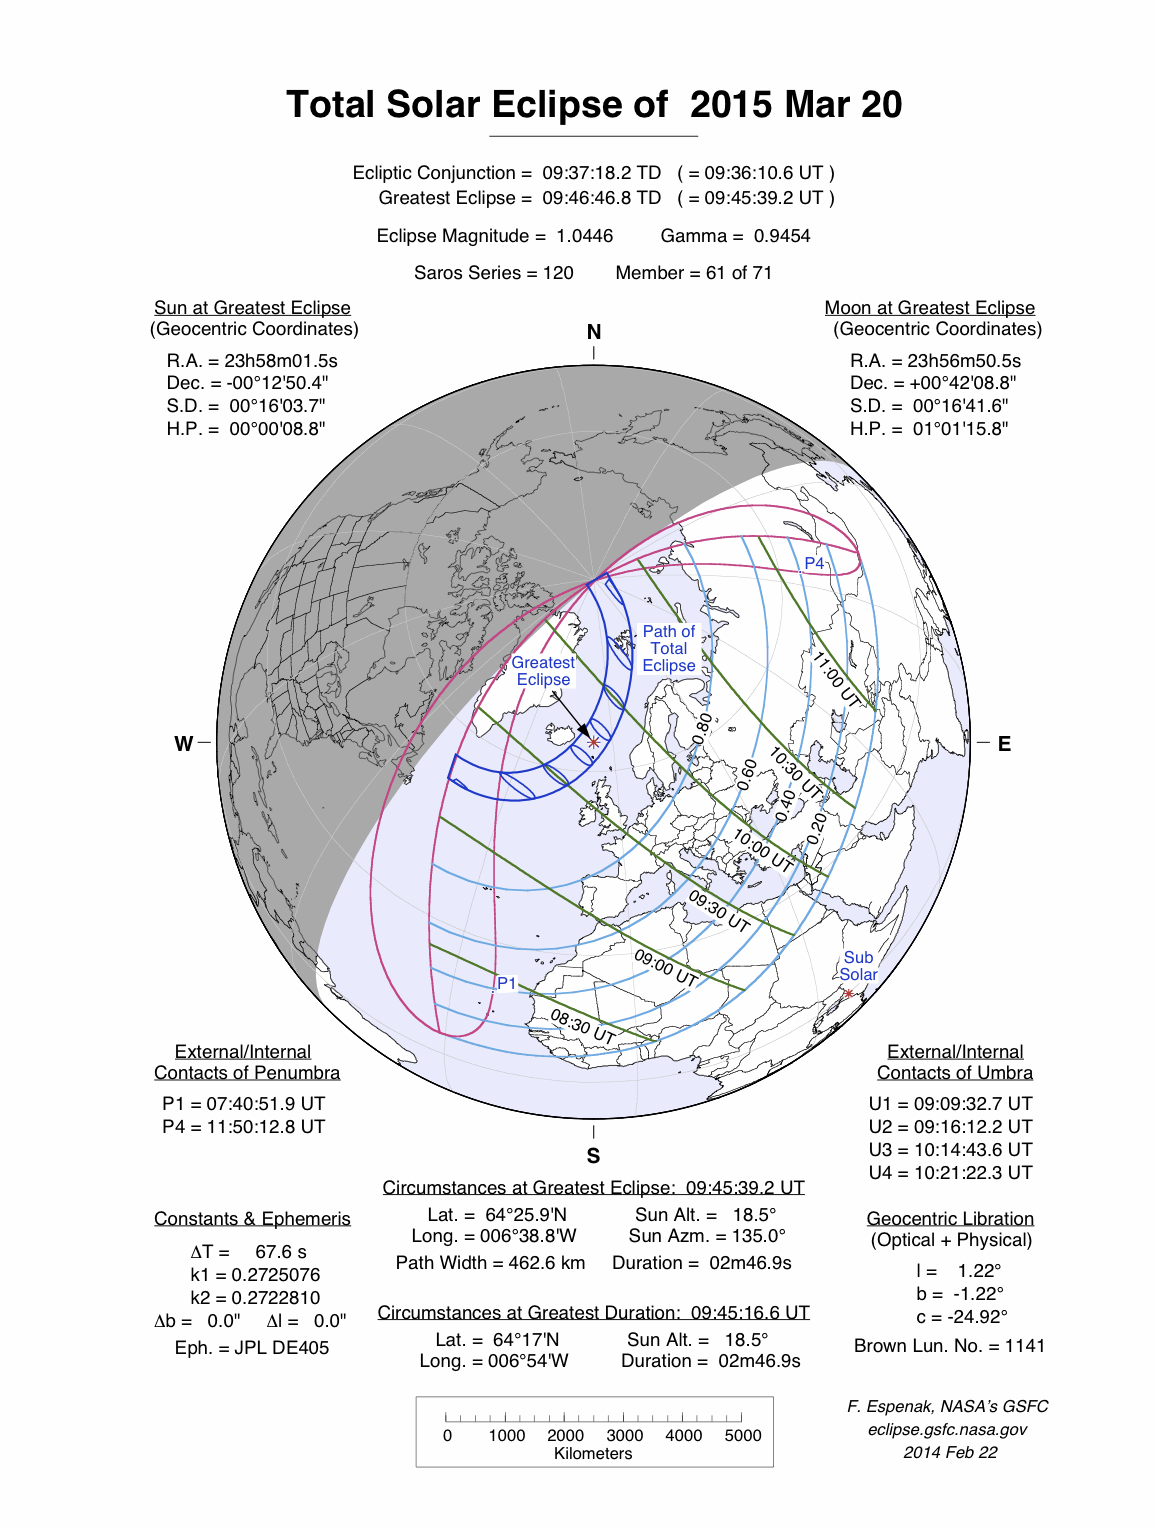 Total Solar Eclipse of 2015 Mar 20
Ecliptic Conjunction = 09:37:18.2 TD ( = 09:36:10.6 UT )
Greatest Eclipse = 09:46:46.8 TD ( = 09:45:39.2 UT )
Eclipse Magnitude = 1.0446 Gamma = 0.9454
Saros Series = 120 Member = 61 of 71
Sun at Greatest Eclipse
(Geocentric Coordinates)
R.A. = 23h58m01.5s
Dec. = -00°12'50.4"
S.D. = 00°16'03.7"
H.P. = 00°00'08.8"
Moon at Greatest Eclipse
(Geocentric Coordinates)
R.A. = 23h56m50.5s
Dec. = +00°42'08.8"
S.D. = 00°16'41.6"
H.P. = 01°01'15.8"
N
P4
Path of
Total
Eclipse
Greatest
Eclipse
11:00 UT
W
E
0.80
0.60
10:30 UT
0.40
0.20
10:00 UT
09:30 UT
09:00 UT
Sub
Solar
P1
08:30 UT
S
External/Internal
Contacts of Penumbra
P1 = 07:40:51.9 UT
P4 = 11:50:12.8 UT
External/Internal
Contacts of Umbra
U1 = 09:09:32.7 UT
U2 = 09:16:12.2 UT
U3 = 10:14:43.6 UT
U4 = 10:21:22.3 UT
Circumstances at Greatest Eclipse: 09:45:39.2 UT
Lat. = 64°25.9'N Sun Alt. = 18.5°
Long. = 006°38.8'W Sun Azm. = 135.0°
Path Width = 462.6 km Duration = 02m46.9s
Constants & Ephemeris
ΔT = 67.6 s
k1 = 0.2725076
k2 = 0.2722810
Δb = 0.0" Δl = 0.0"
Eph. = JPL DE405
Circumstances at Greatest Duration: 09:45:16.6 UT
Lat. = 64°17'N Sun Alt. = 18.5°
Long. = 006°54'W Duration = 02m46.9s
Geocentric Libration
(Optical + Physical)
l = 1.22°
b = -1.22°
c = -24.92°
Brown Lun. No. = 1141
0 1000 2000 3000 4000 5000
Kilometers
F. Espenak, NASA's GSFC
eclipse.gsfc.nasa.gov
2014 Feb 22